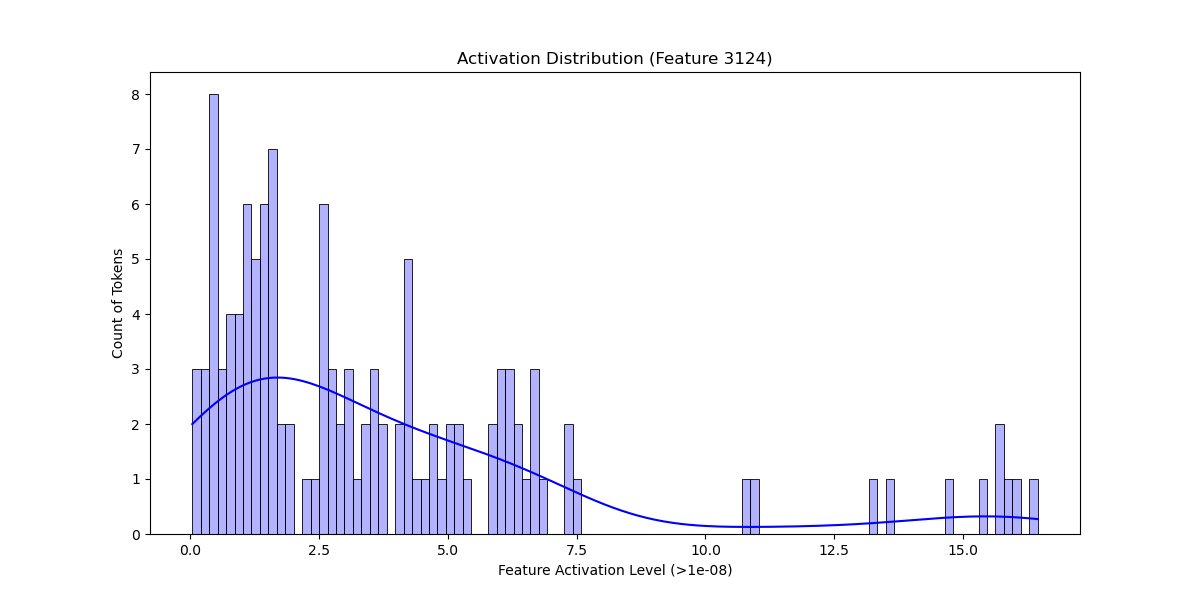 Activation Distribution (Feature 3124)
8
7
6
5
4
3
2
1
0
Count of Tokens
0.0 2.5 5.0 7.5 10.0 12.5 15.0
Feature Activation Level (>1e-08)